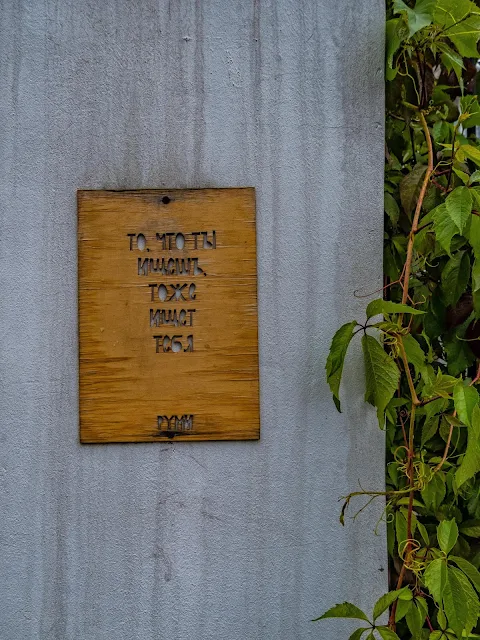 ТО, ЧТО ТЫ
ИЩЕШЬ,
ТОЖЕ
ИЩЕТ
ТЕБЯ
РУМИ